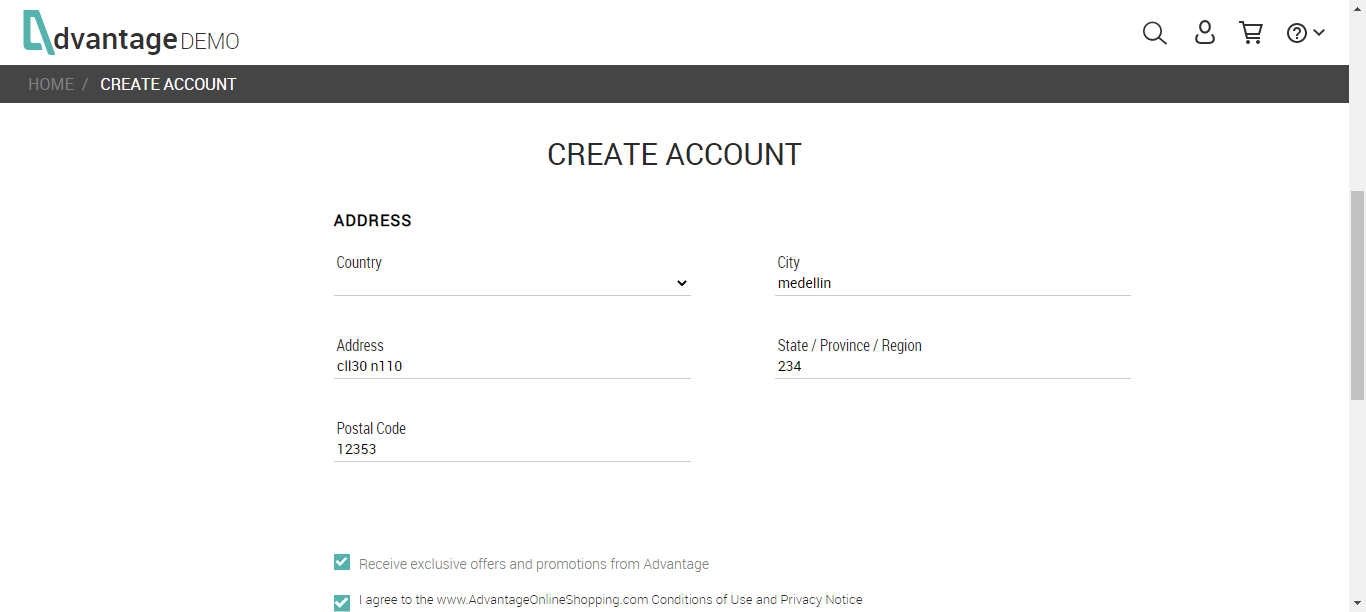 dvantage DEMO
HOME / CREATE ACCOUNT
CREATE ACCOUNT
ADDRESS
Country
City
medellin
Address
cll30 n110
State / Province / Region
234
Postal Code
12353
Receive exclusive offers and promotions from Advantage
I agree to the www.AdvantageOnlineShopping.com Conditions of Use and Privacy Notice